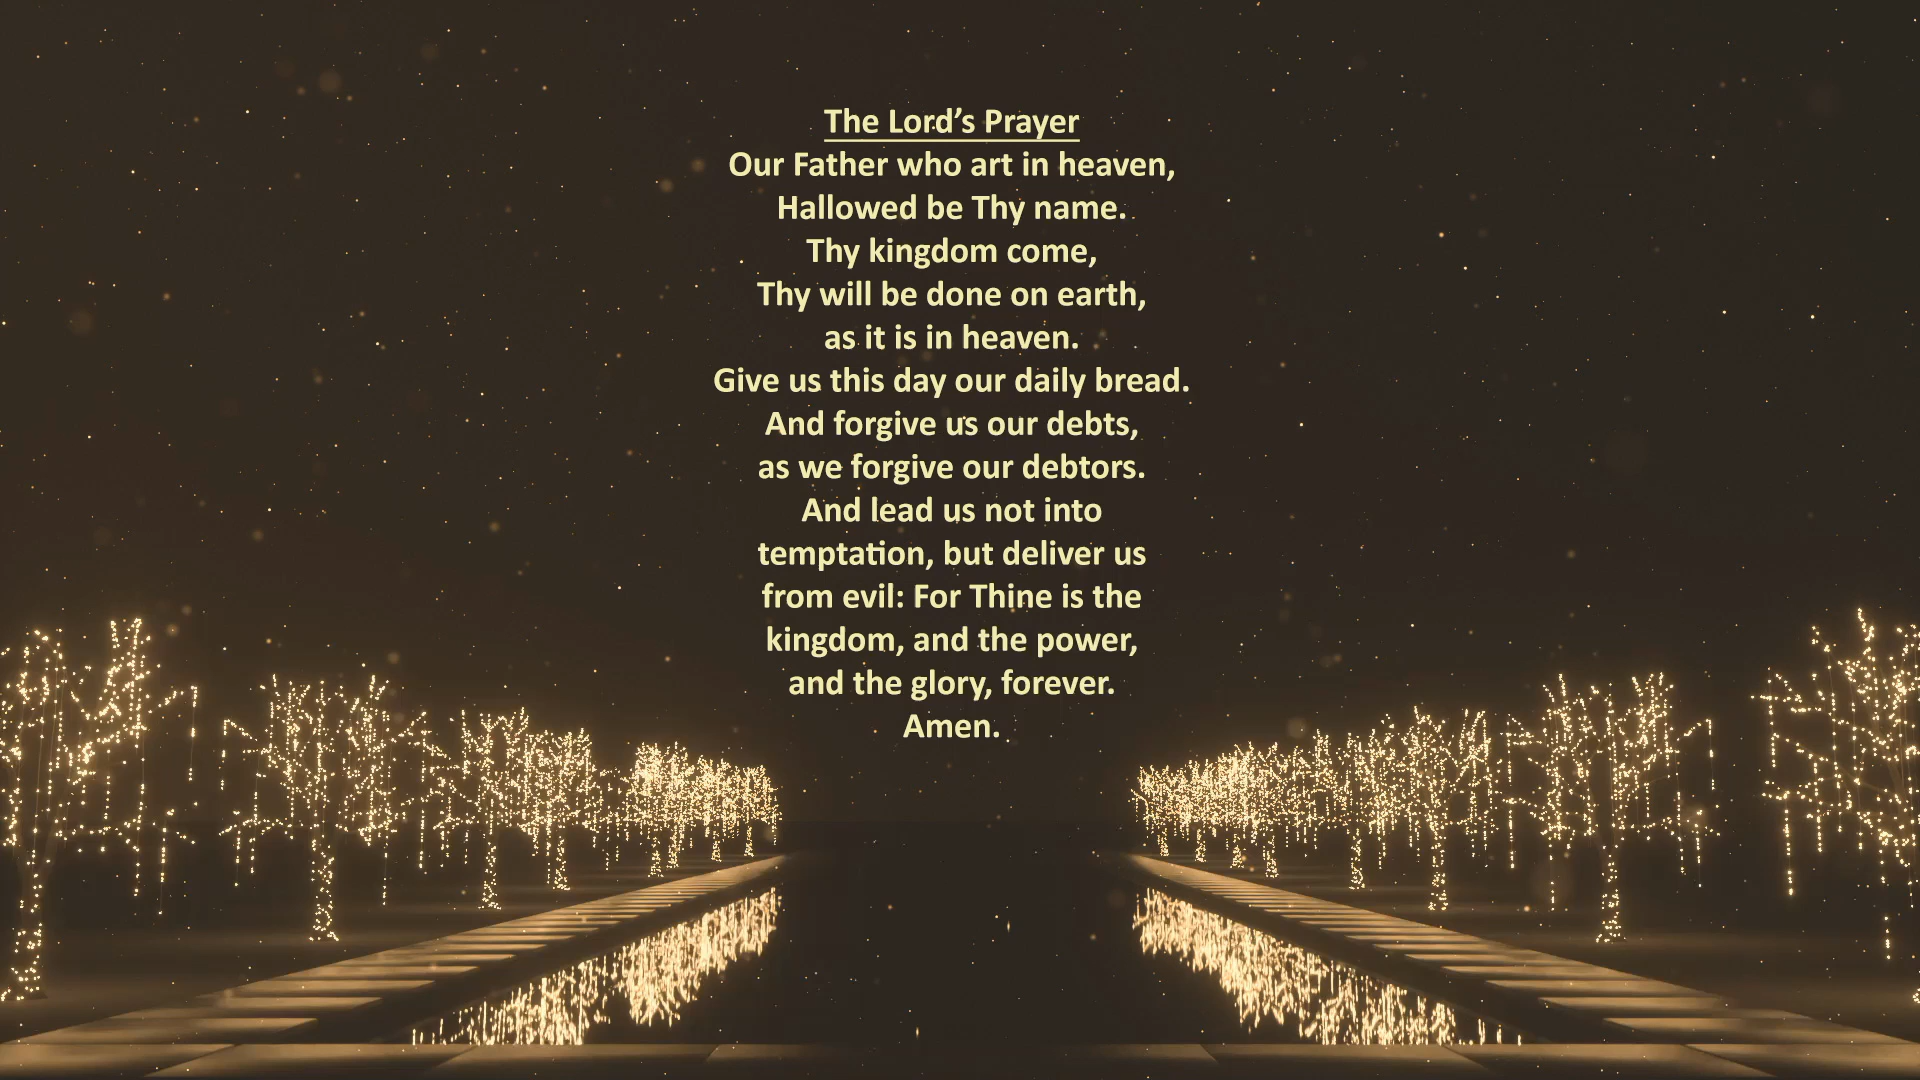 The Lord’s Prayer
Our Father who art in heaven,
Hallowed be Thy name.
Thy kingdom come,
Thy will be done on earth,
as it is in heaven.
Give us this day our daily bread.
And forgive us our debts,
as we forgive our debtors.
And lead us not into
temptation, but deliver us
from evil: For Thine is the
kingdom, and the power,
and the glory, forever.
Amen.